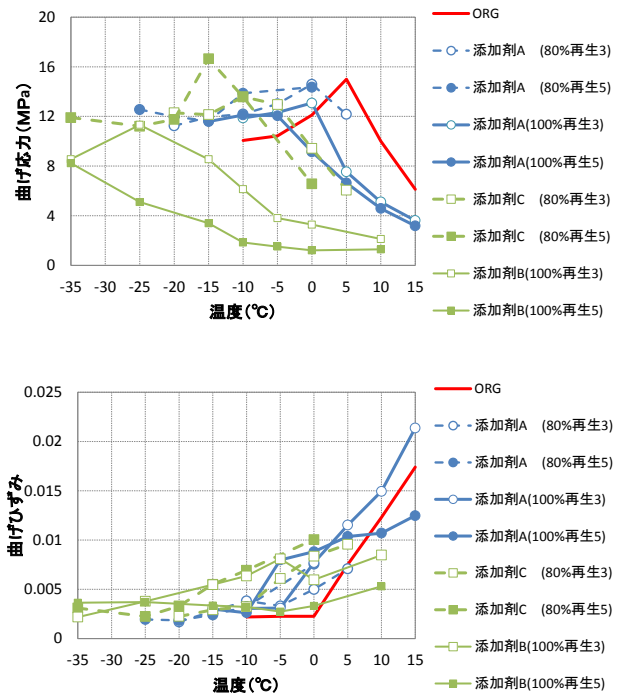 曲げ応力(MPa)
20
16
12
8
4
0
-35 -30 -25 -20 -15 -10 -5 0 5 10 15
温度(℃)
ORG
添加剤A (80%再生3)
添加剤A (80%再生5)
添加剤A(100%再生3)
添加剤A(100%再生5)
添加剤C (80%再生3)
添加剤C (80%再生5)
添加剤B(100%再生3)
添加剤B(100%再生5)
曲げひずみ
0.025
0.02
0.015
0.01
0.005
0
-35 -30 -25 -20 -15 -10 -5 0 5 10 15
温度(℃)
ORG
添加剤A (80%再生3)
添加剤A (80%再生5)
添加剤A(100%再生3)
添加剤A(100%再生5)
添加剤C (80%再生3)
添加剤C (80%再生5)
添加剤B(100%再生3)
添加剤B(100%再生5)